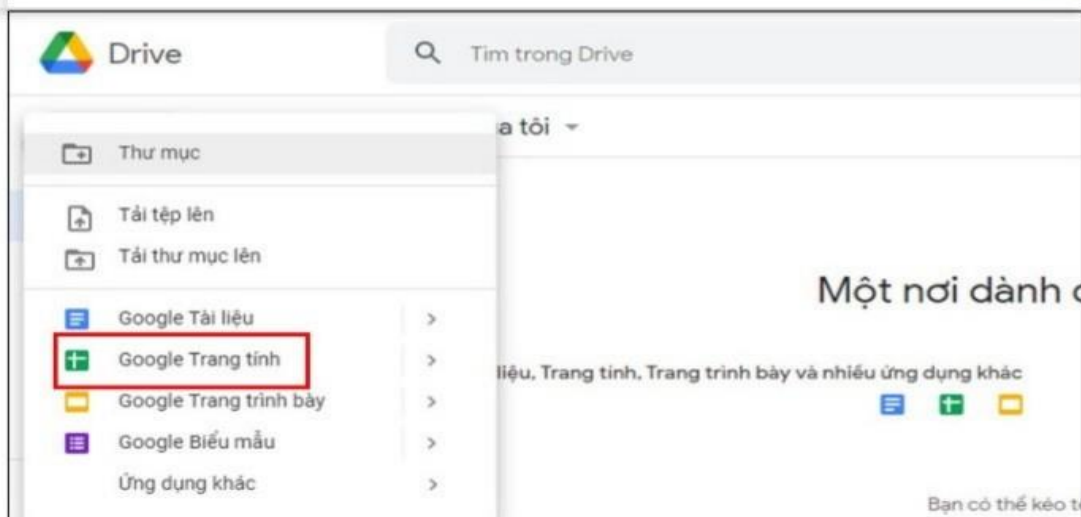 Drive
Tìm trong Drive
a tôi
Thư mục
Tải tệp lên
Tải thư mục lên
Một nơi dành
Google Tài liệu
Google Trang tính
liệu, Trang tính, Trang trình bày và nhiều ứng dụng khác
Google Trang trình bày
Google Biểu mẫu
Ứng dụng khác
Bạn có thể kéo